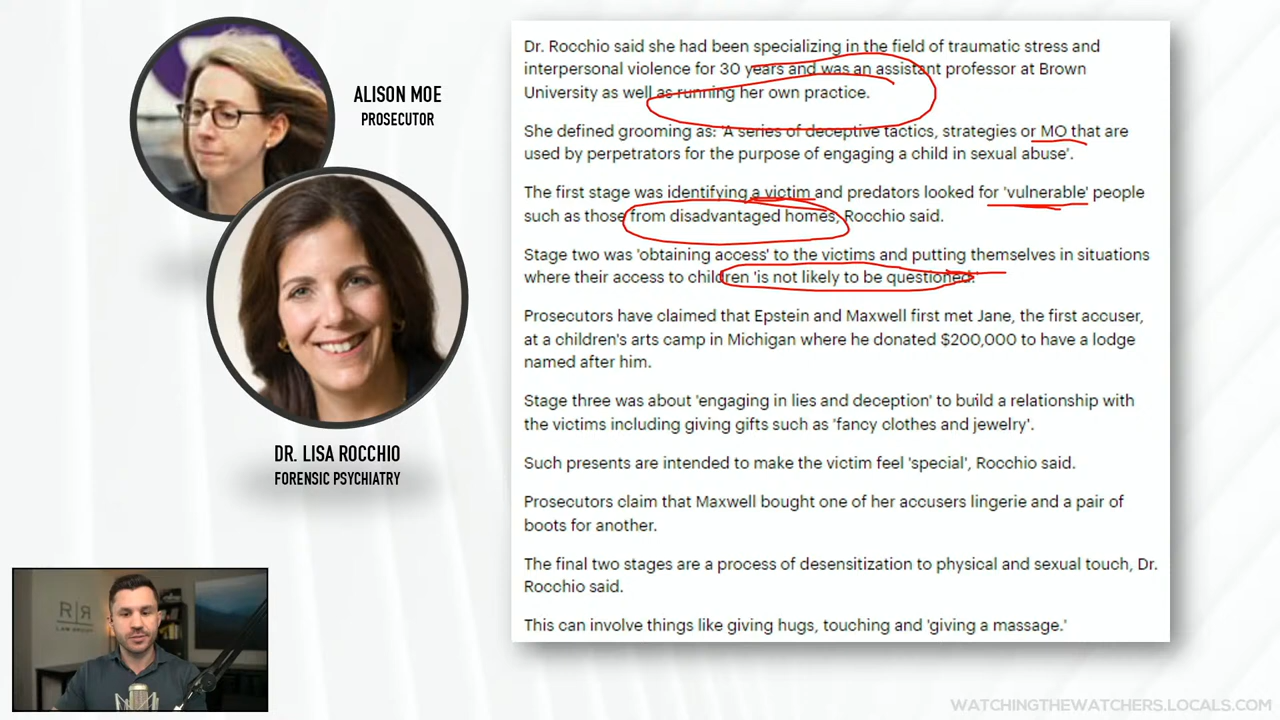 ALISON MOE
PROSECUTOR
DR. LISA ROCCHIO
FORENSIC PSYCHIATRY
Dr. Rocchio said she had been specializing in the field of traumatic stress and
interpersonal violence for 30 years and was an assistant professor at Brown
University as well as running her own practice.
She defined grooming as: 'A series of deceptive tactics, strategies or MO that are
used by perpetrators for the purpose of engaging a child in sexual abuse'.
The first stage was identifying a victim and predators looked for 'vulnerable' people
such as those from disadvantaged homes, Rocchio said.
Stage two was 'obtaining access' to the victims and putting themselves in situations
where their access to children 'is not likely to be questioned.'
Prosecutors have claimed that Epstein and Maxwell first met Jane, the first accuser,
at a children's arts camp in Michigan where he donated $200,000 to have a lodge
named after him.
Stage three was about 'engaging in lies and deception' to build a relationship with
the victims including giving gifts such as 'fancy clothes and jewelry'.
Such presents are intended to make the victim feel 'special', Rocchio said.
Prosecutors claim that Maxwell bought one of her accusers lingerie and a pair of
boots for another.
The final two stages are a process of desensitization to physical and sexual touch, Dr.
Rocchio said.
This can involve things like giving hugs, touching and 'giving a massage.'
R|R
LAW GROUP
WATCHINGTHEWATCHERS.LOCALS.COM